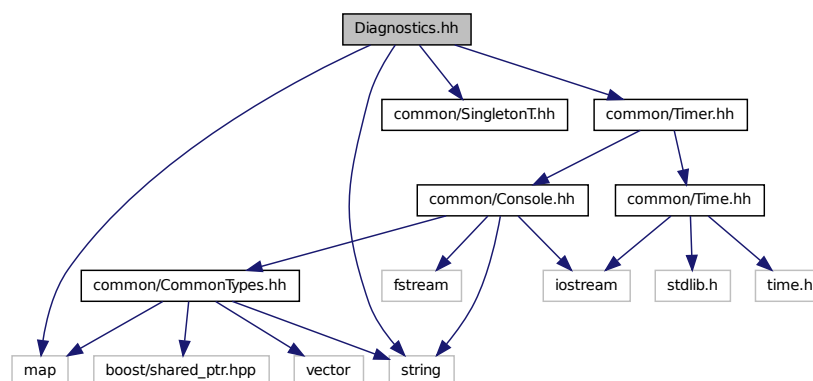 Diagnostics.hh
common/SingletonT.hh
common/Timer.hh
common/Console.hh
common/Time.hh
common/CommonTypes.hh
fstream
iostream
stdlib.h
time.h
map
boost/shared_ptr.hpp
vector
string